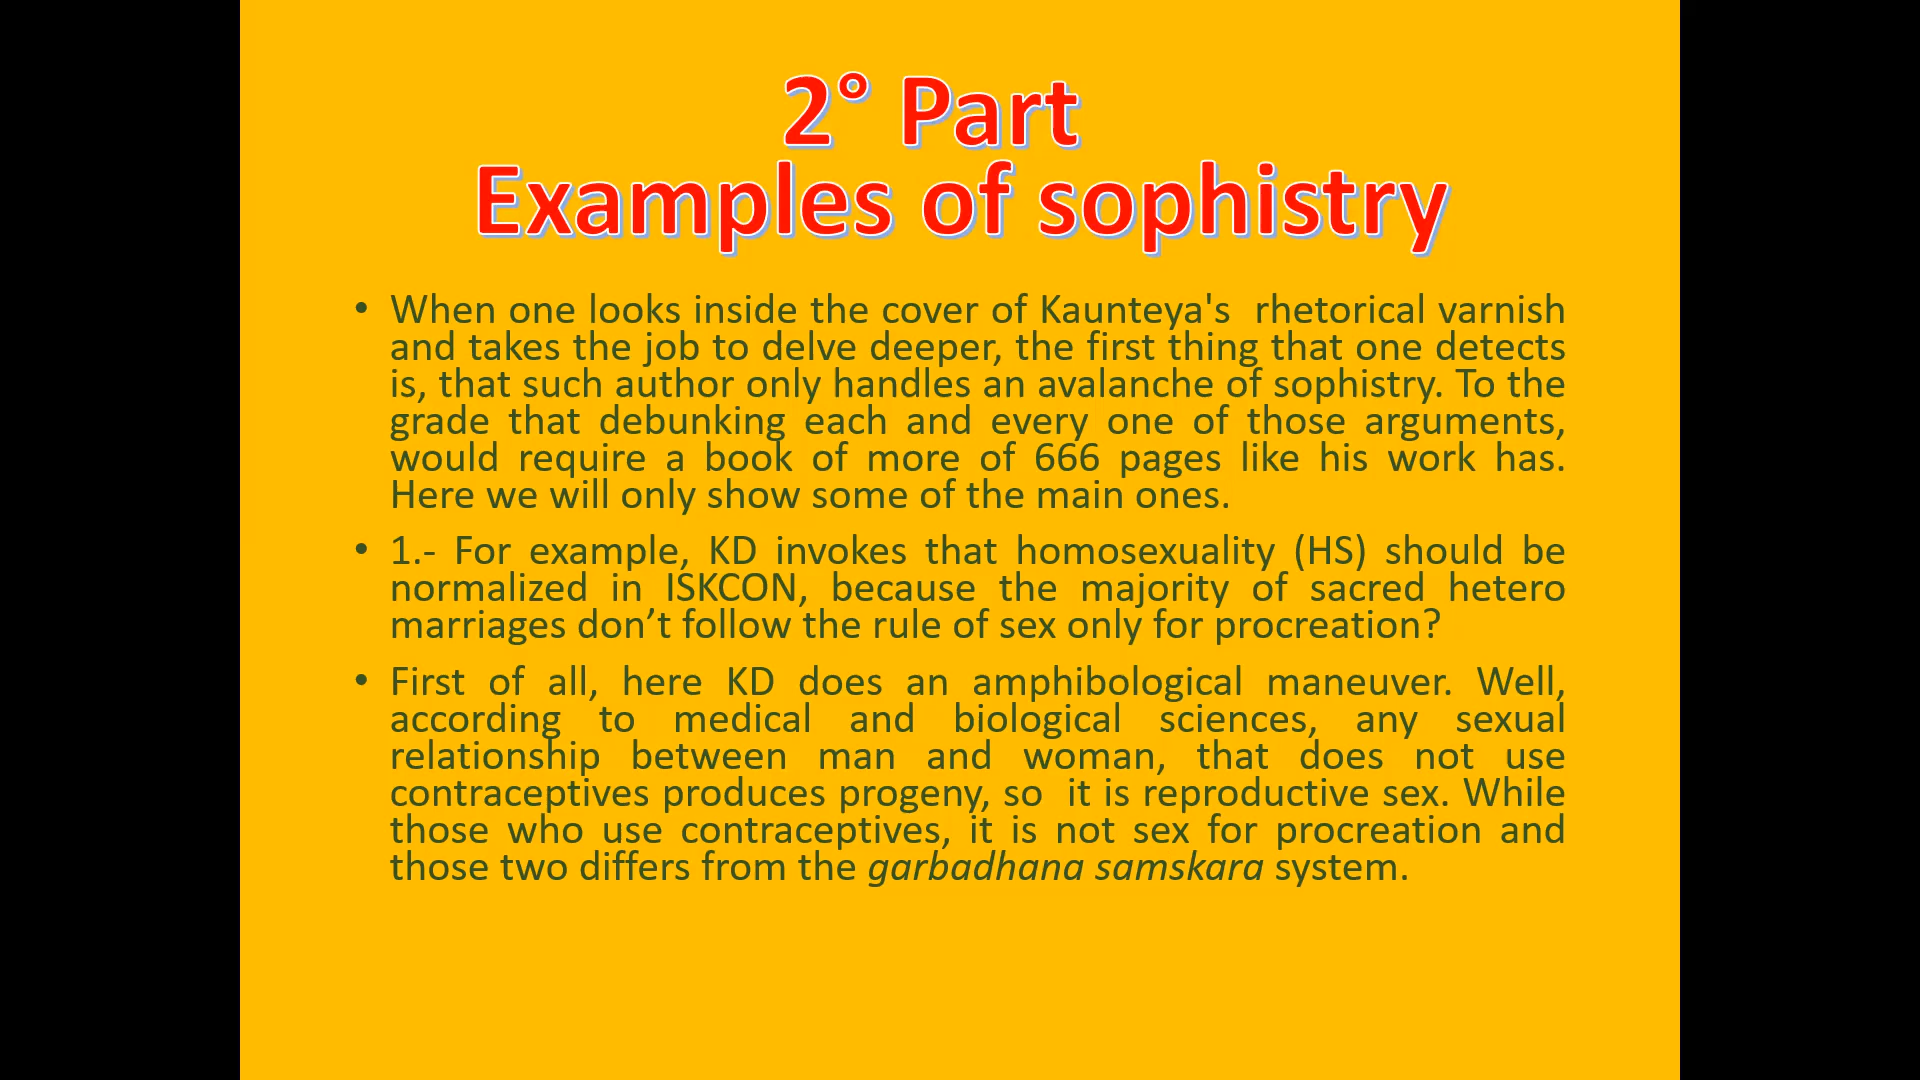 2° Part
Examples of sophistry
• When one looks inside the cover of Kaunteya's  rhetorical varnish
and takes the job to delve deeper, the first thing that one detects
is, that such author only handles an avalanche of sophistry. To the
grade that debunking each and every one of those arguments,
would require a book of more of 666 pages like his work has.
Here we will only show some of the main ones.
• 1.- For example, KD invokes that homosexuality (HS) should be
normalized in ISKCON, because the majority of sacred hetero
marriages don’t follow the rule of sex only for procreation?
• First of all, here KD does an amphibological maneuver. Well,
according to medical and biological sciences, any sexual
relationship between man and woman, that does not use
contraceptives produces progeny, so  it is reproductive sex. While
those who use contraceptives, it is not sex for procreation and
those two differs from the garbadhana samskara system.